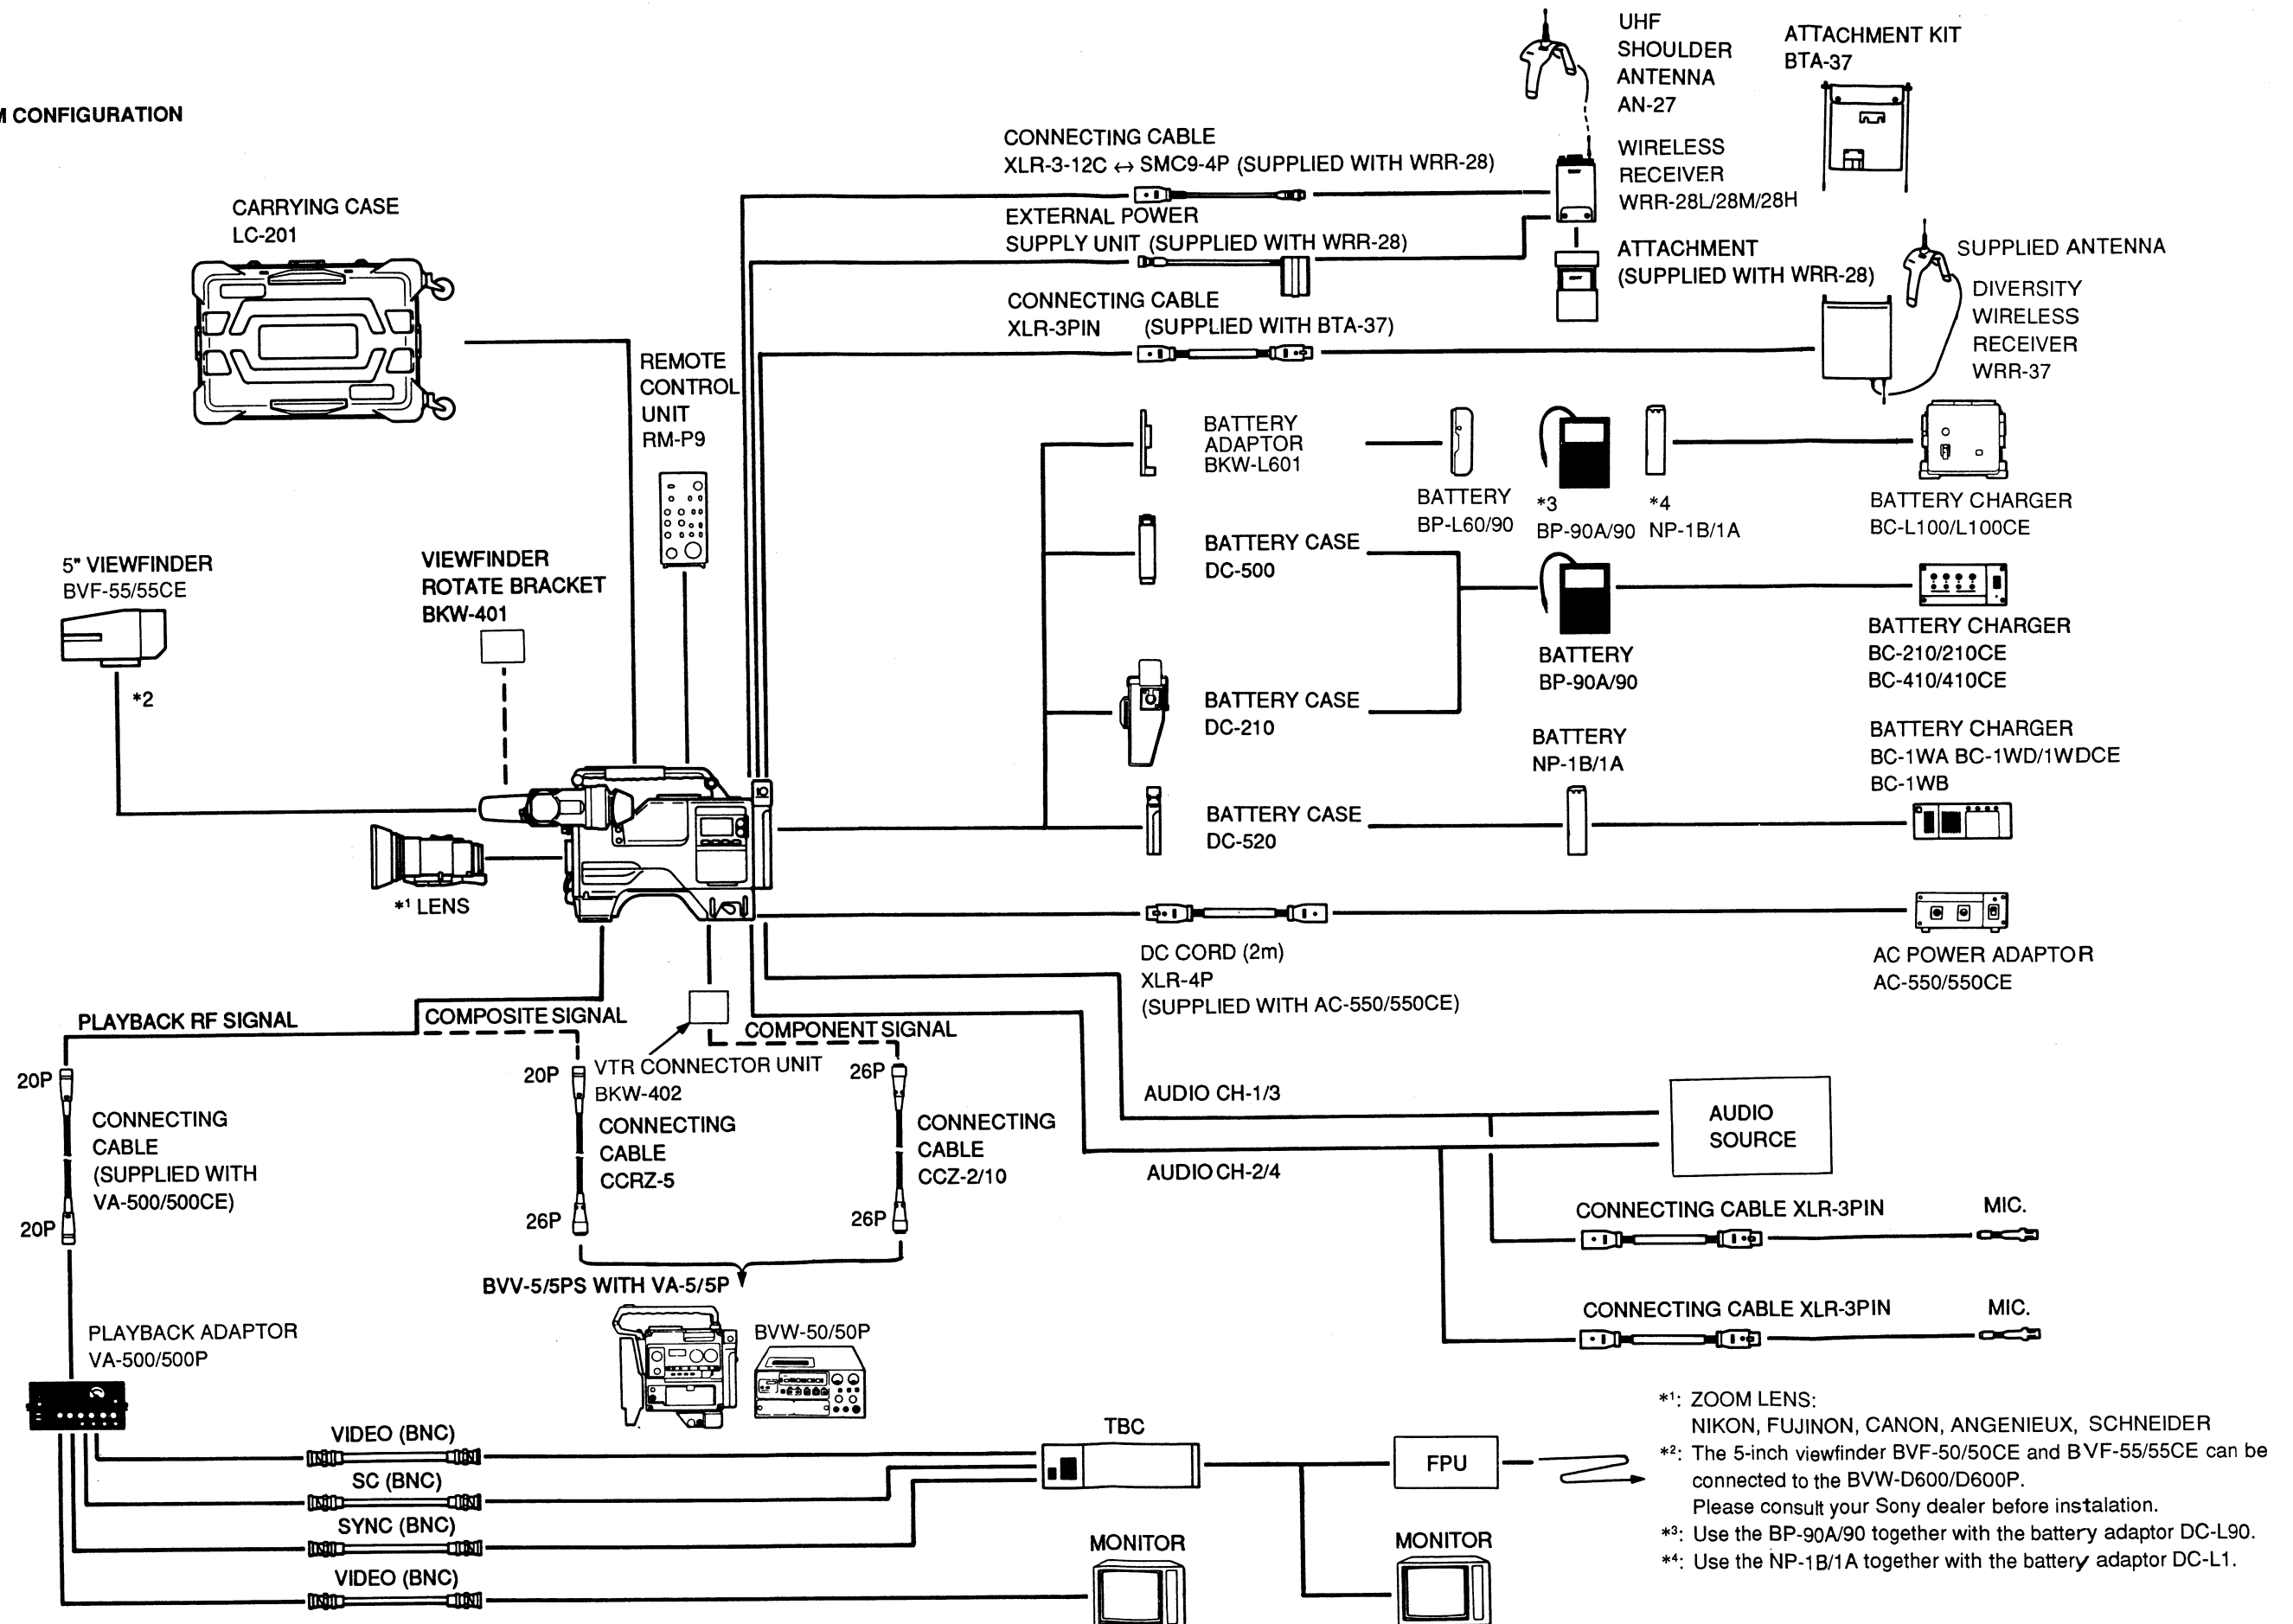 M CONFIGURATION
UHF
SHOULDER
ANTENNA
AN-27
ATTACHMENT KIT
BTA-37
CONNECTING CABLE
XLR-3-12C ↔ SMC9-4P (SUPPLIED WITH WRR-28)
WIRELESS
RECEIVER
WRR-28L/28M/28H
EXTERNAL POWER
SUPPLY UNIT (SUPPLIED WITH WRR-28)
ATTACHMENT
(SUPPLIED WITH WRR-28)
SUPPLIED ANTENNA
DIVERSITY
WIRELESS
RECEIVER
WRR-37
CONNECTING CABLE
XLR-3PIN (SUPPLIED WITH BTA-37)
CARRYING CASE
LC-201
REMOTE
CONTROL
UNIT
RM-P9
BATTERY
ADAPTOR
BKW-L601
BATTERY
BP-L60/90
*3
BP-90A/90
*4
NP-1B/1A
BATTERY CHARGER
BC-L100/L100CE
5" VIEWFINDER
BVF-55/55CE
*2
VIEWFINDER
ROTATE BRACKET
BKW-401
BATTERY CASE
DC-500
BATTERY
BP-90A/90
BATTERY CHARGER
BC-210/210CE
BC-410/410CE
BATTERY CASE
DC-210
BATTERY
NP-1B/1A
BATTERY CHARGER
BC-1WA BC-1WD/1WDCE
BC-1WB
BATTERY CASE
DC-520
*1 LENS
DC CORD (2m)
XLR-4P
(SUPPLIED WITH AC-550/550CE)
AC POWER ADAPTOR
AC-550/550CE
PLAYBACK RF SIGNAL
COMPOSITE SIGNAL
COMPONENT SIGNAL
20P
CONNECTING
CABLE
(SUPPLIED WITH
VA-500/500CE)
20P
20P
VTR CONNECTOR UNIT
BKW-402
CONNECTING
CABLE
CCRZ-5
26P
26P
CONNECTING
CABLE
CCZ-2/10
26P
AUDIO CH-1/3
AUDIO CH-2/4
AUDIO
SOURCE
CONNECTING CABLE XLR-3PIN
MIC.
CONNECTING CABLE XLR-3PIN
MIC.
BVV-5/5PS WITH VA-5/5P
BVW-50/50P
PLAYBACK ADAPTOR
VA-500/500P
VIDEO (BNC)
SC (BNC)
SYNC (BNC)
VIDEO (BNC)
TBC
FPU
MONITOR
MONITOR
*1: ZOOM LENS:
NIKON, FUJINON, CANON, ANGENIEUX, SCHNEIDER
*2: The 5-inch viewfinder BVF-50/50CE and BVF-55/55CE can be
connected to the BVW-D600/D600P.
Please consult your Sony dealer before instalation.
*3: Use the BP-90A/90 together with the battery adaptor DC-L90.
*4: Use the NP-1B/1A together with the battery adaptor DC-L1.